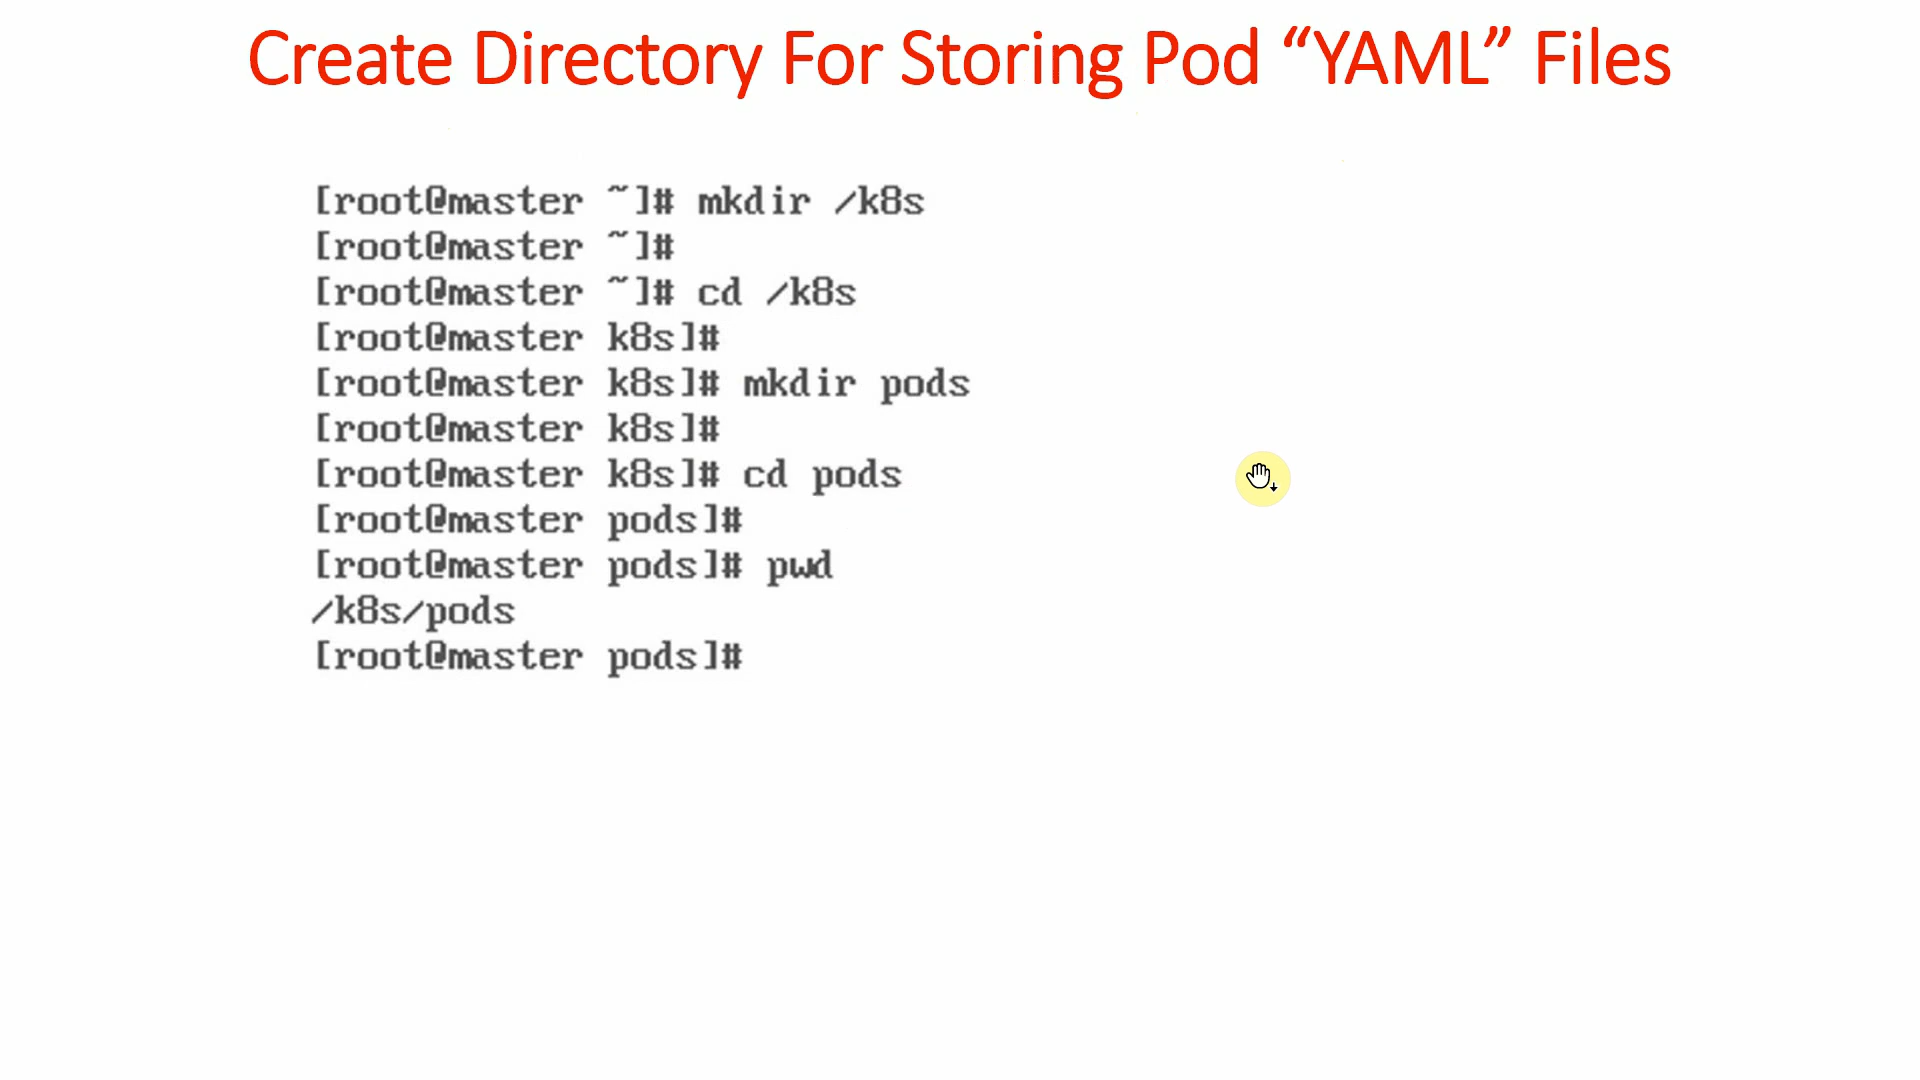 Create Directory For Storing Pod “YAML” Files
[root@master ~]# mkdir /k8s
[root@master ~]#
[root@master ~]# cd /k8s
[root@master k8s]#
[root@master k8s]# mkdir pods
[root@master k8s]#
[root@master k8s]# cd pods
[root@master pods]#
[root@master pods]# pwd
/k8s/pods
[root@master pods]#